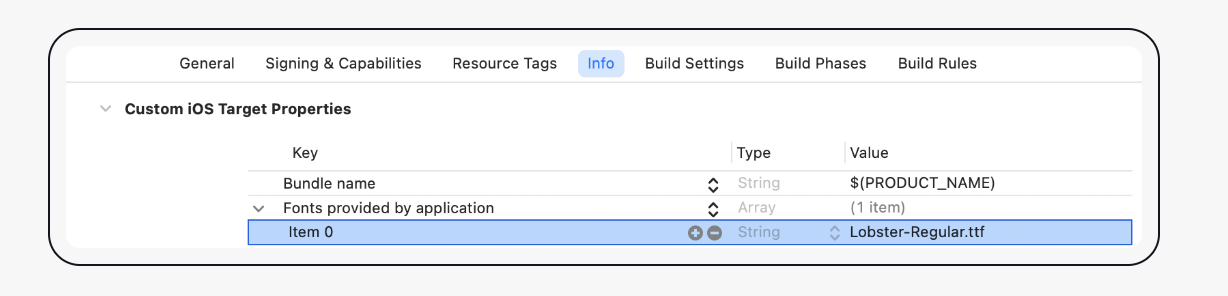 General Signing & Capabilities Resource Tags Info Build Settings Build Phases Build Rules
Custom iOS Target Properties
Key Type Value
Bundle name String $(PRODUCT_NAME)
Fonts provided by application Array (1 item)
Item 0 String Lobster-Regular.ttf